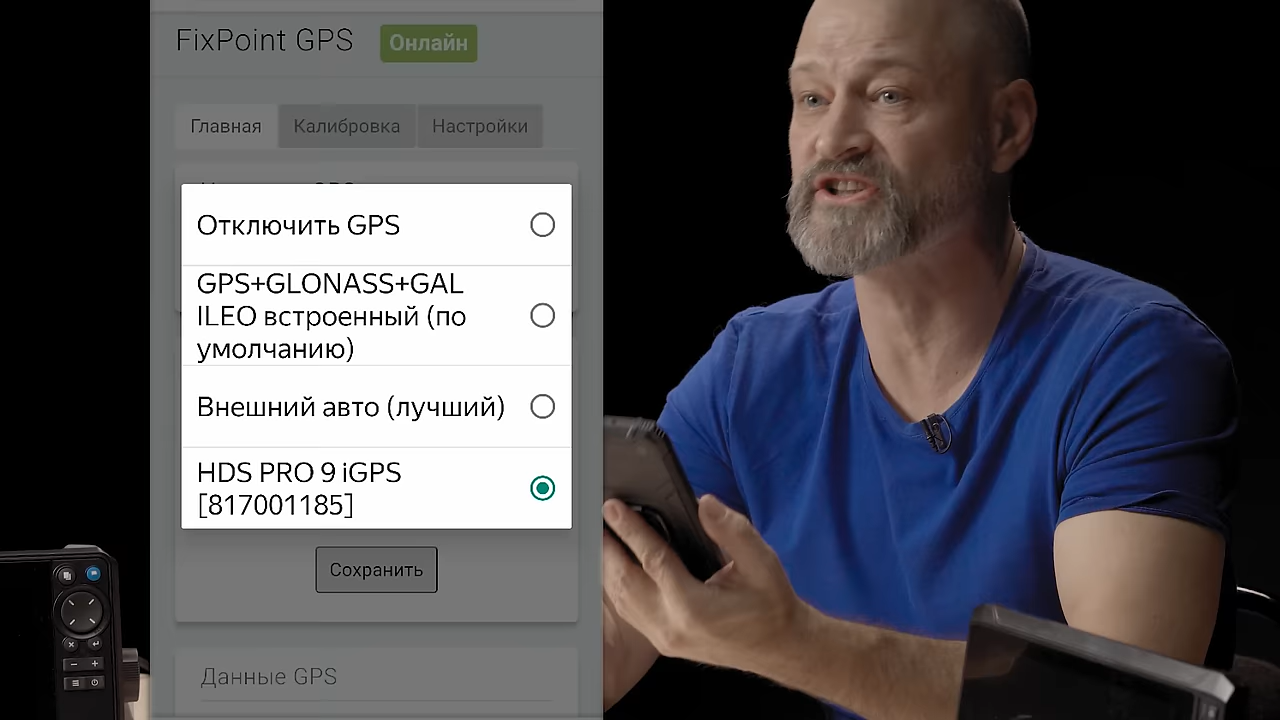 FixPoint GPS
Онлайн
Главная
Калибровка
Настройки
Отключить GPS
GPS+GLONASS+GAL
ILEO встроенный (по
умолчанию)
Внешний авто (лучший)
HDS PRO 9 iGPS
[817001185]
Сохранить
Данные GPS